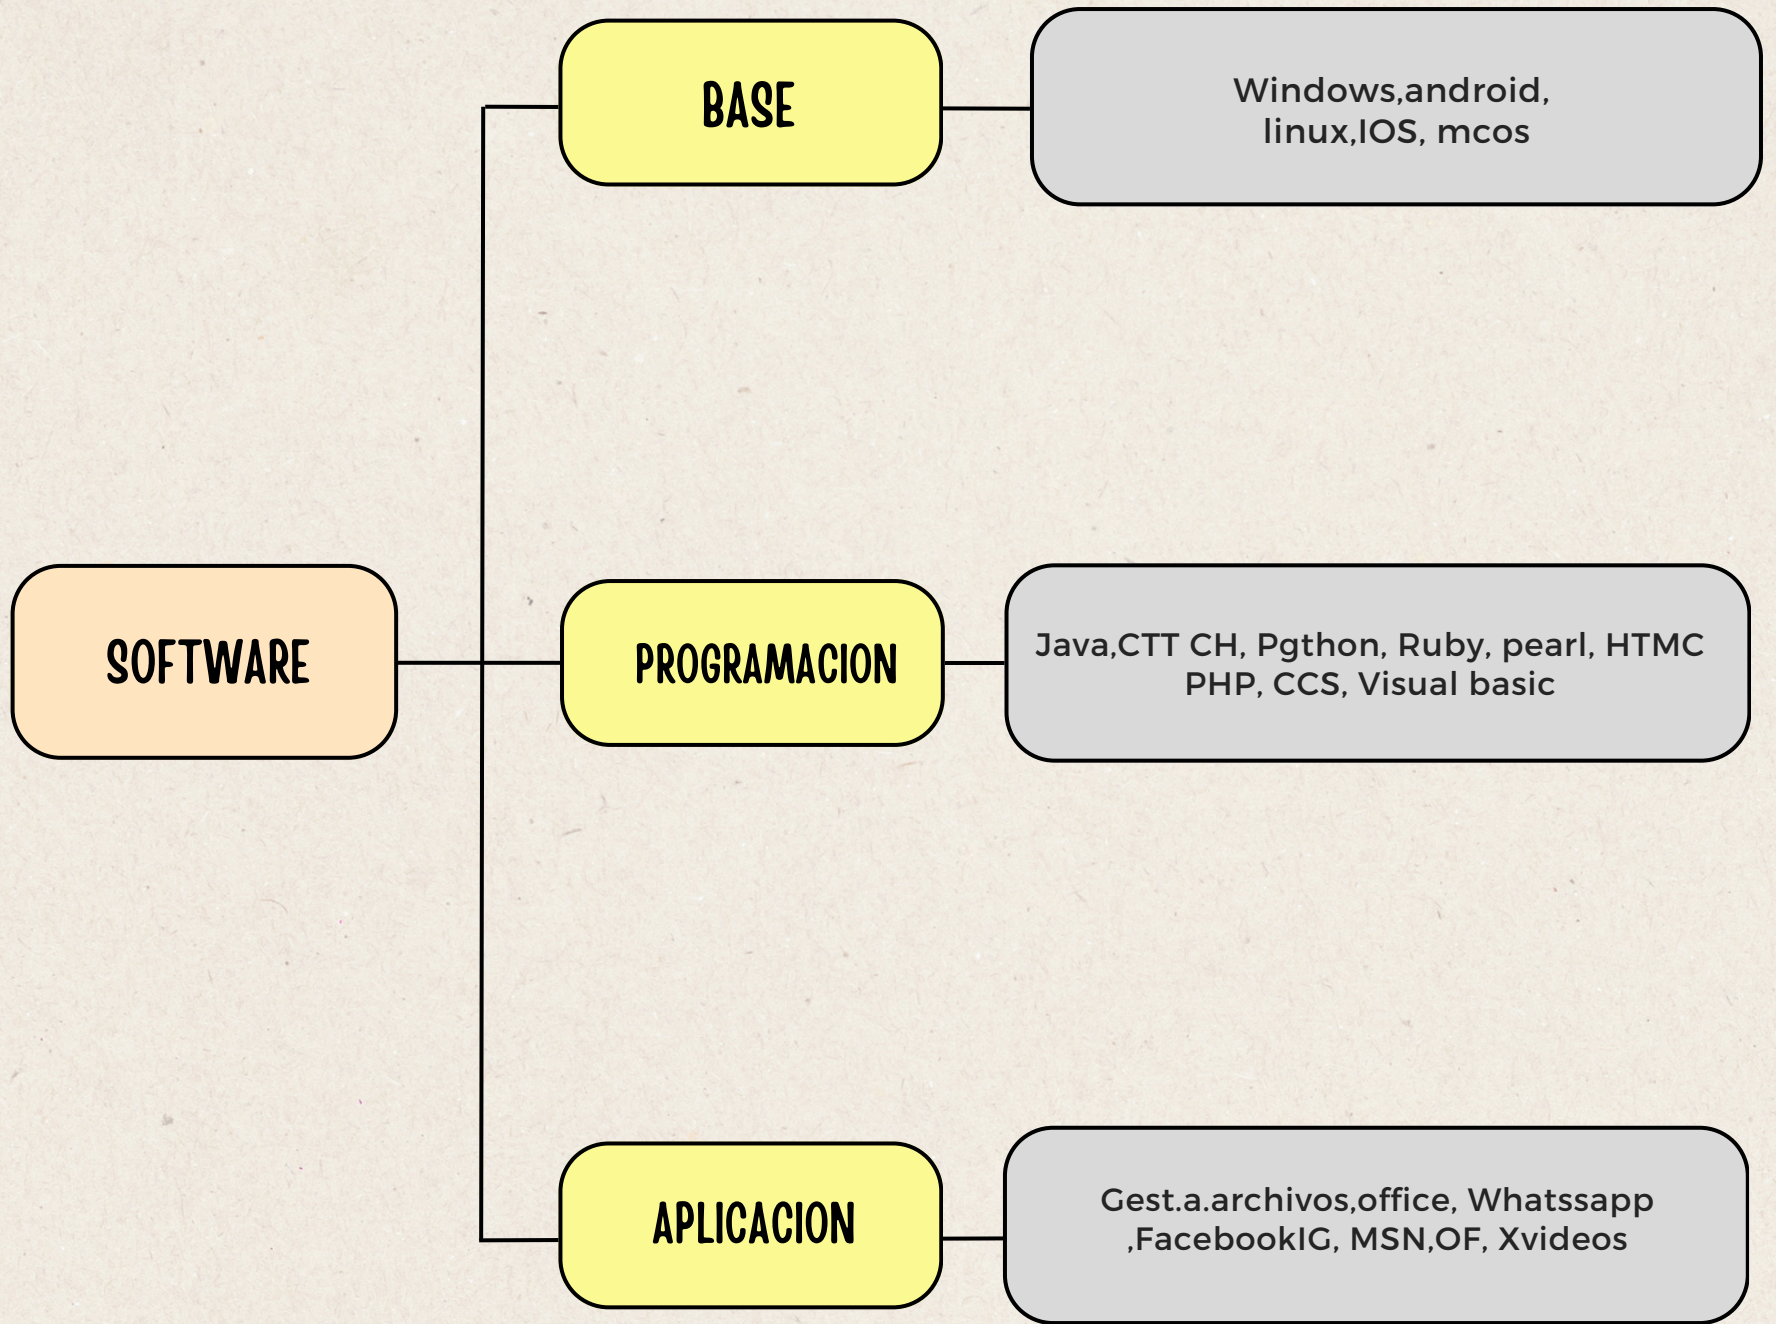 BASE
Windows,android,
linux,IOS, mcos
SOFTWARE
PROGRAMACION
Java,CTT CH, Pgthon, Ruby, pearl, HTMC
PHP, CCS, Visual basic
APLICACION
Gest.a.archivos,office, Whatssapp
,FacebookIG, MSN,OF, Xvideos